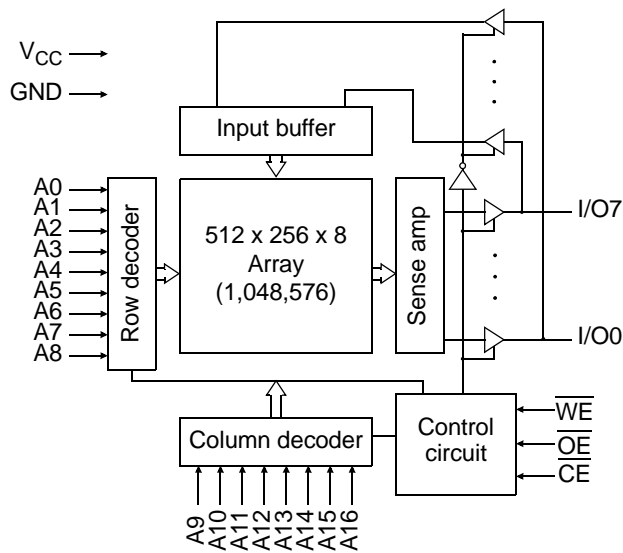 VCC
GND
Input buffer
A0
A1
A2
A3
A4
A5
A6
A7
A8
Row decoder
512 x 256 x 8
Array
(1,048,576)
Sense amp
I/O7
I/O0
Column decoder
Control
circuit
WE
OE
CE
A9
A10
A11
A12
A13
A14
A15
A16